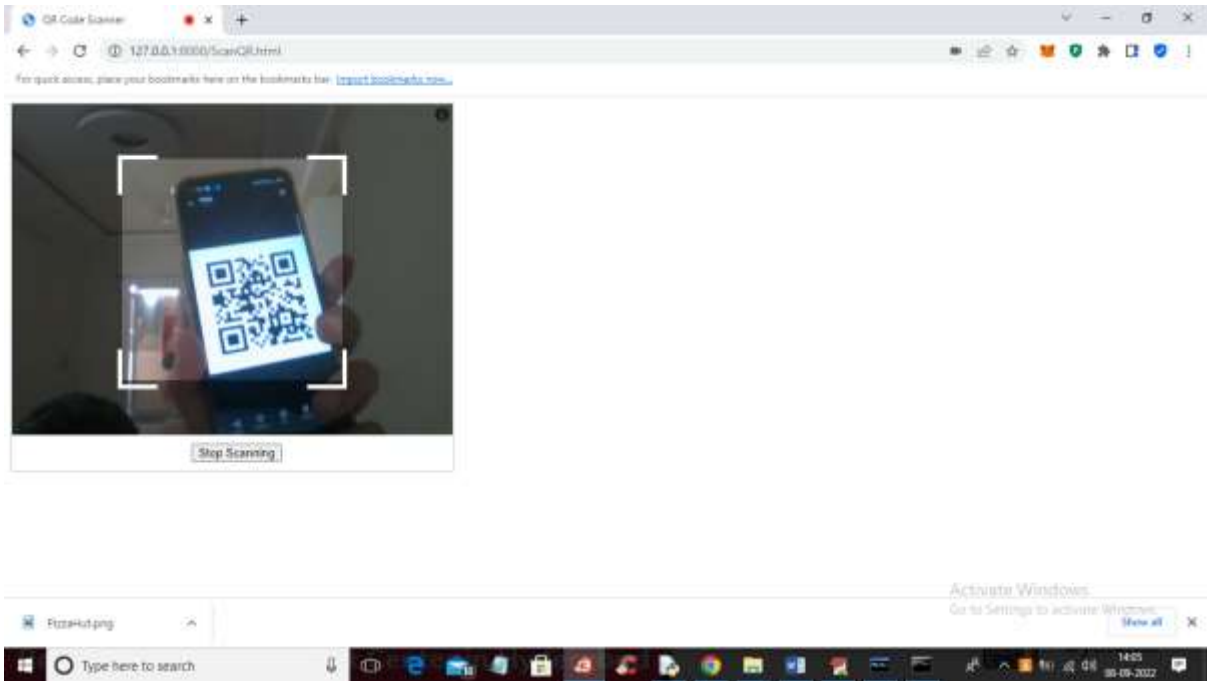 QR Code Scanner
127.0.0.1:8000/ScanQR.html
For quick access, place your bookmarks here on the bookmarks bar. Import bookmarks now...
Stop Scanning
Activate Windows
Go to Settings to activate Windows.
PizzaHut.png
Show all
Type here to search
14:05
08-09-2022